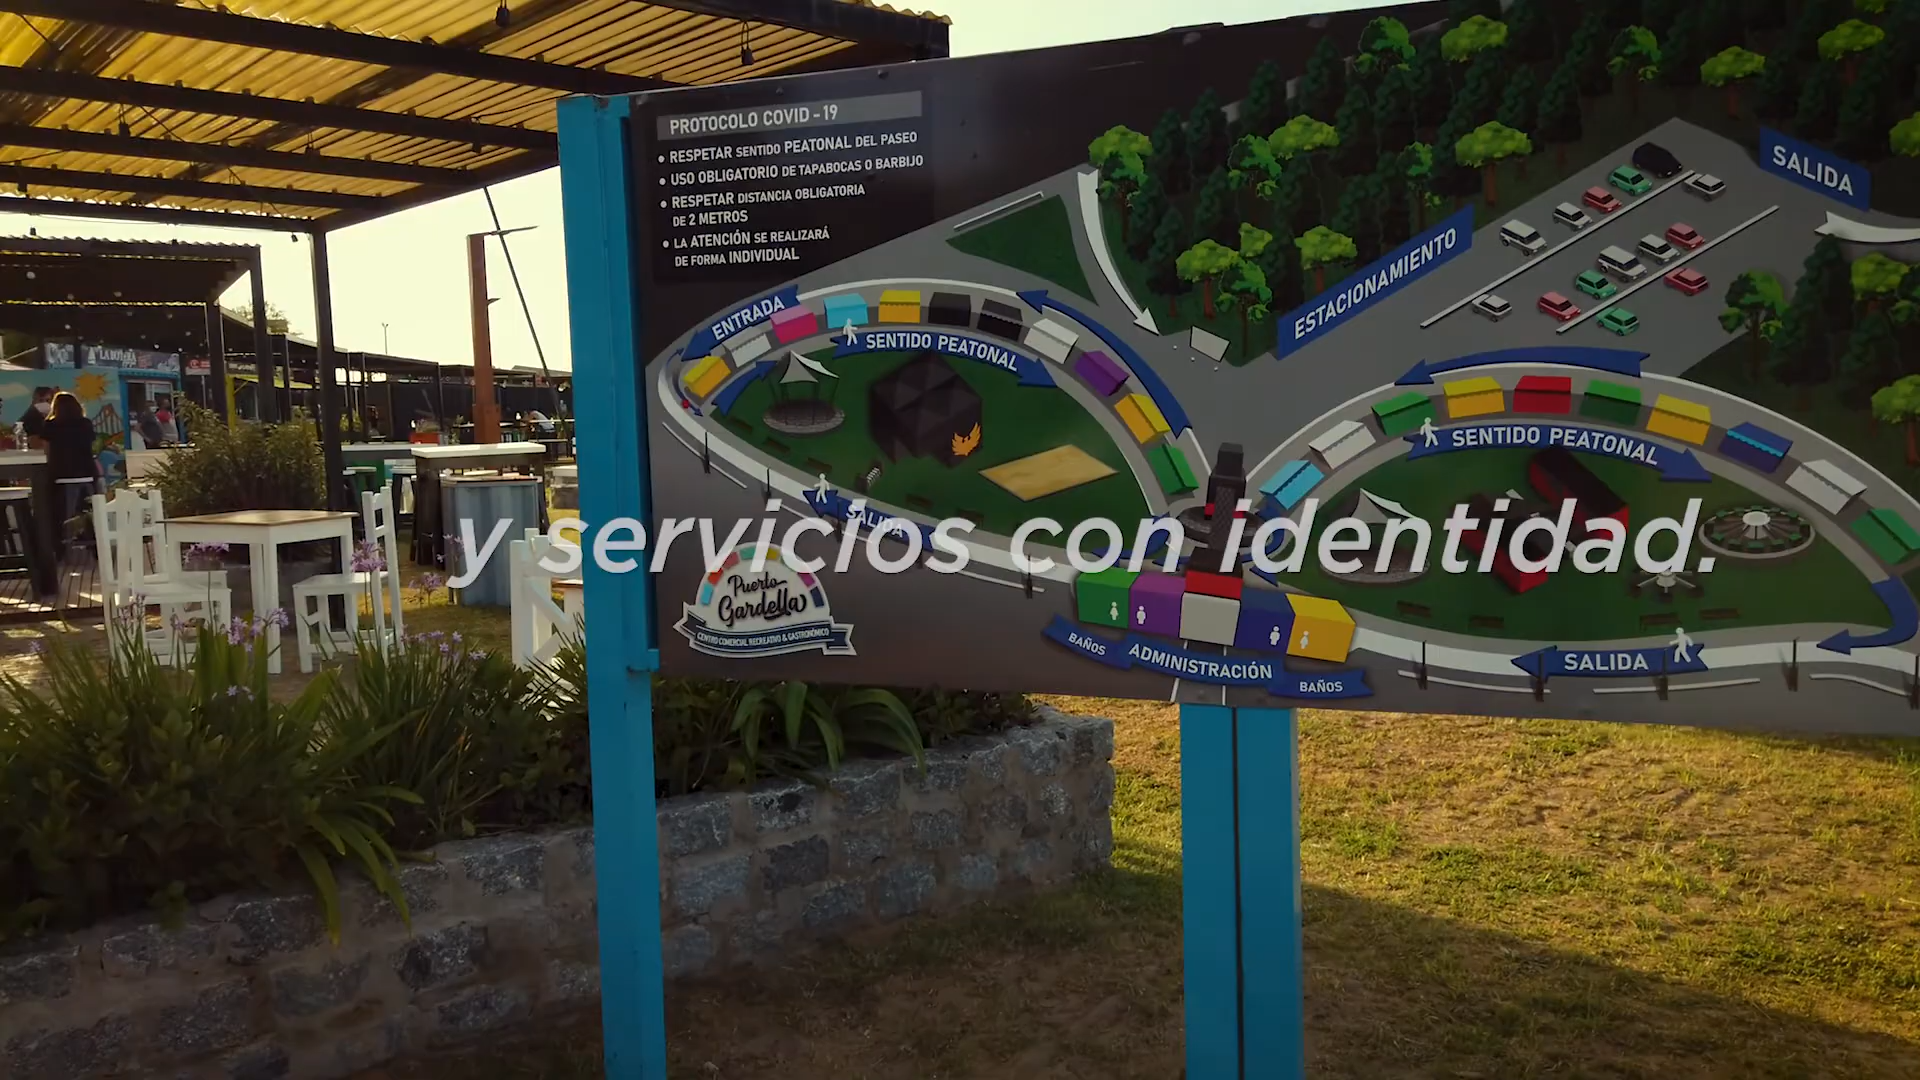 PROTOCOLO COVID - 19
• RESPETAR SENTIDO PEATONAL DEL PASEO
• USO OBLIGATORIO DE TAPABOCAS O BARBIJO
• RESPETAR DISTANCIA OBLIGATORIA
DE 2 METROS
• LA ATENCIÓN SE REALIZARÁ
DE FORMA INDIVIDUAL
SALIDA
ESTACIONAMIENTO
ENTRADA
SENTIDO PEATONAL
SENTIDO PEATONAL
SALIDA
y servicios con identidad.
Puerto
Gardella
CENTRO COMERCIAL RECREATIVO & GASTRONÓMICO
BAÑOS
ADMINISTRACIÓN
BAÑOS
SALIDA